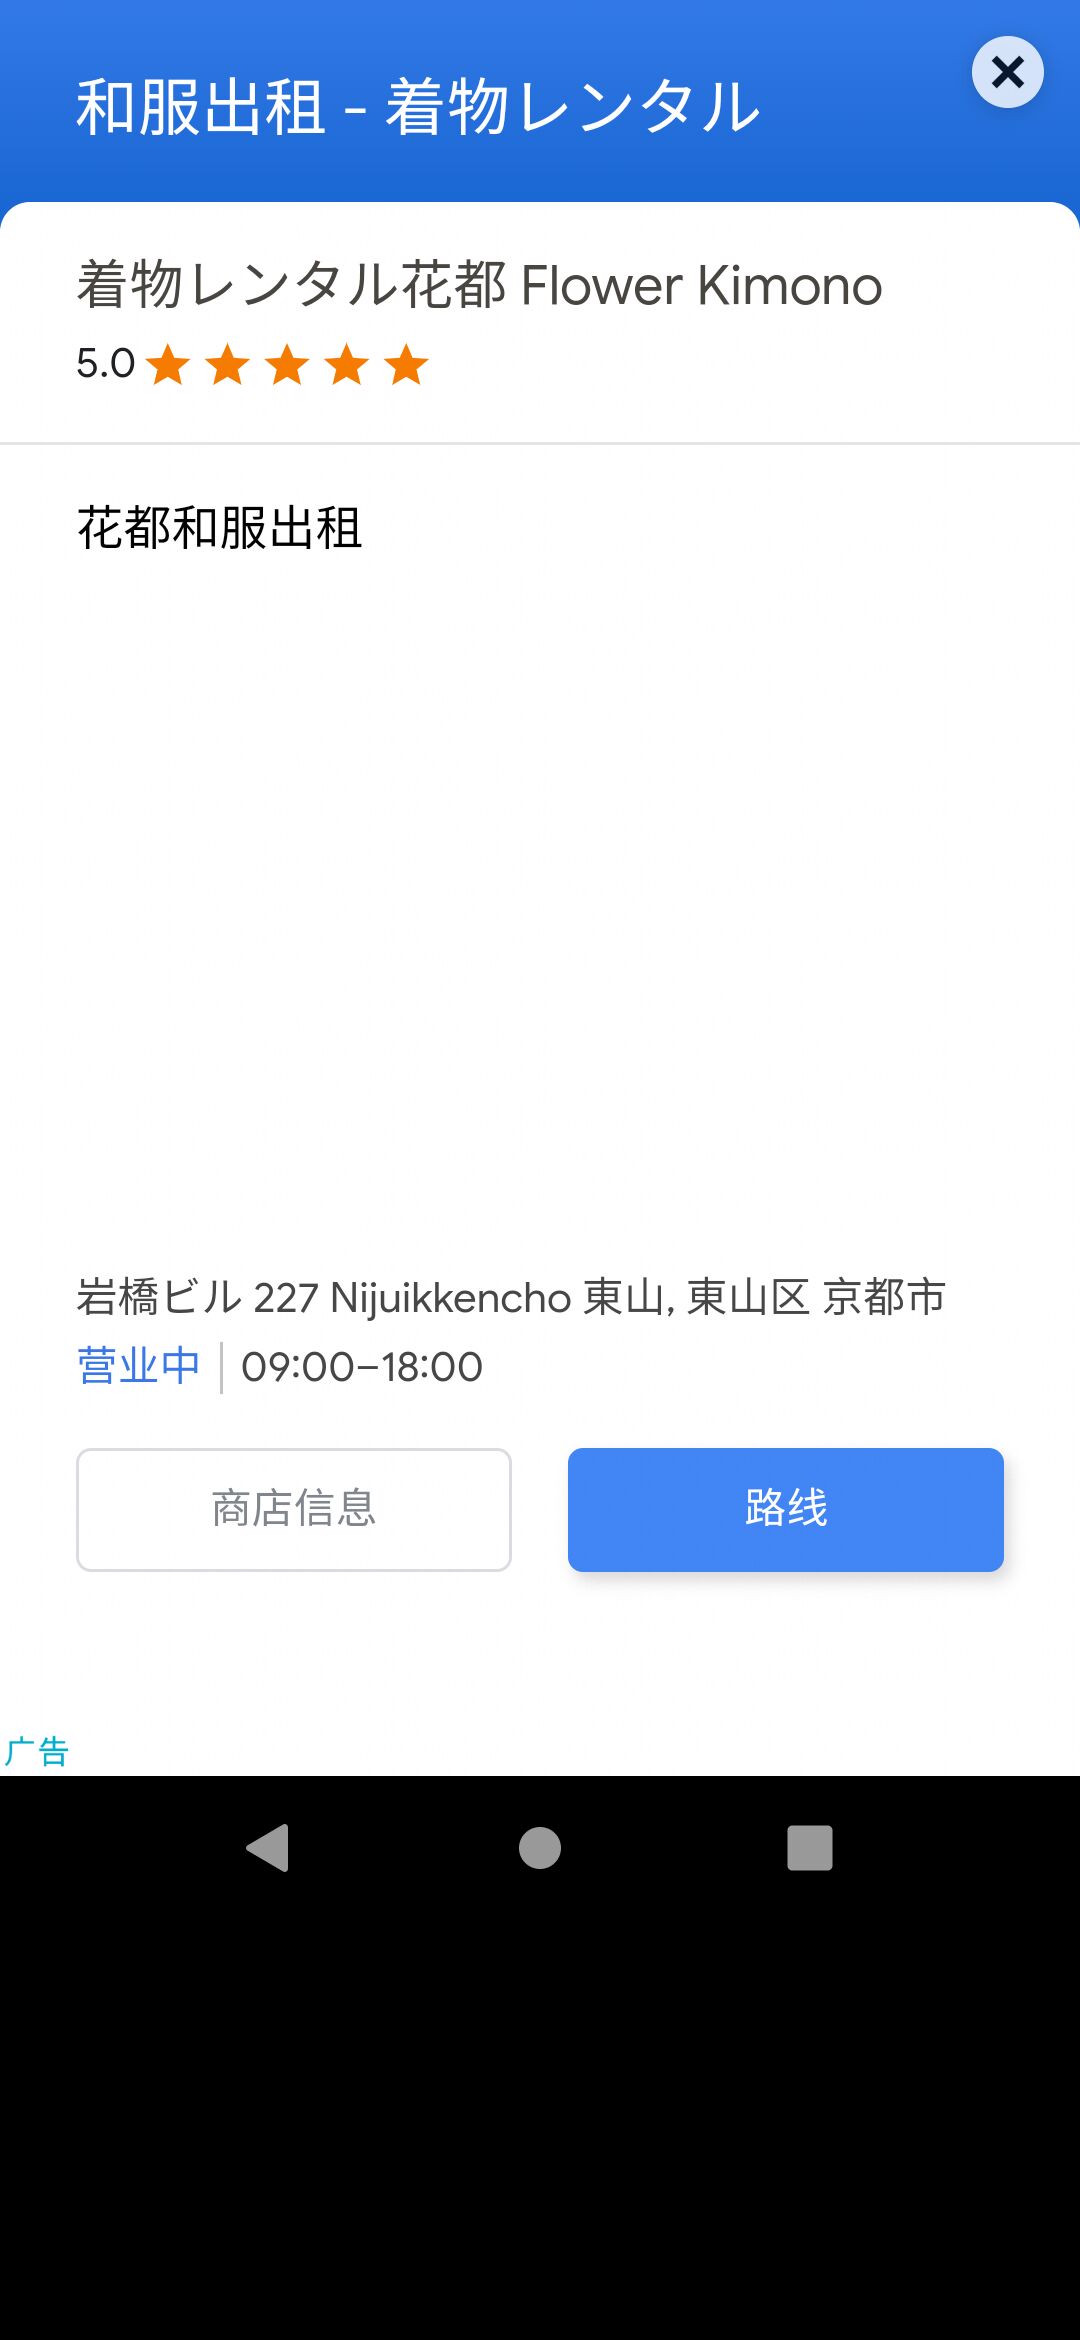 和服出租 - 着物レンタル
着物レンタル花都 Flower Kimono
5.0
花都和服出租
岩橋ビル 227 Nijuikkencho 東山, 東山区 京都市
营业中 09:00–18:00
商店信息
路线
广告